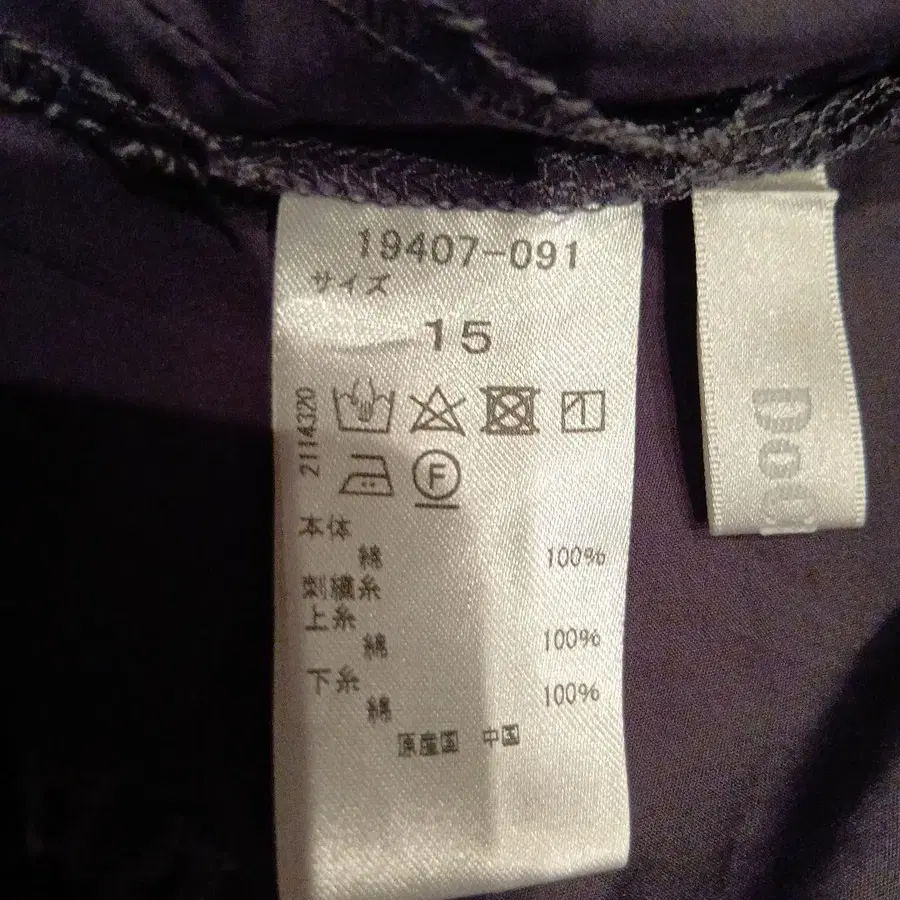 19407-091
サイズ
15
2114320
F
本体
綿 100%
刺繍糸
上糸
綿 100%
下糸
綿 100%
原産国 中国